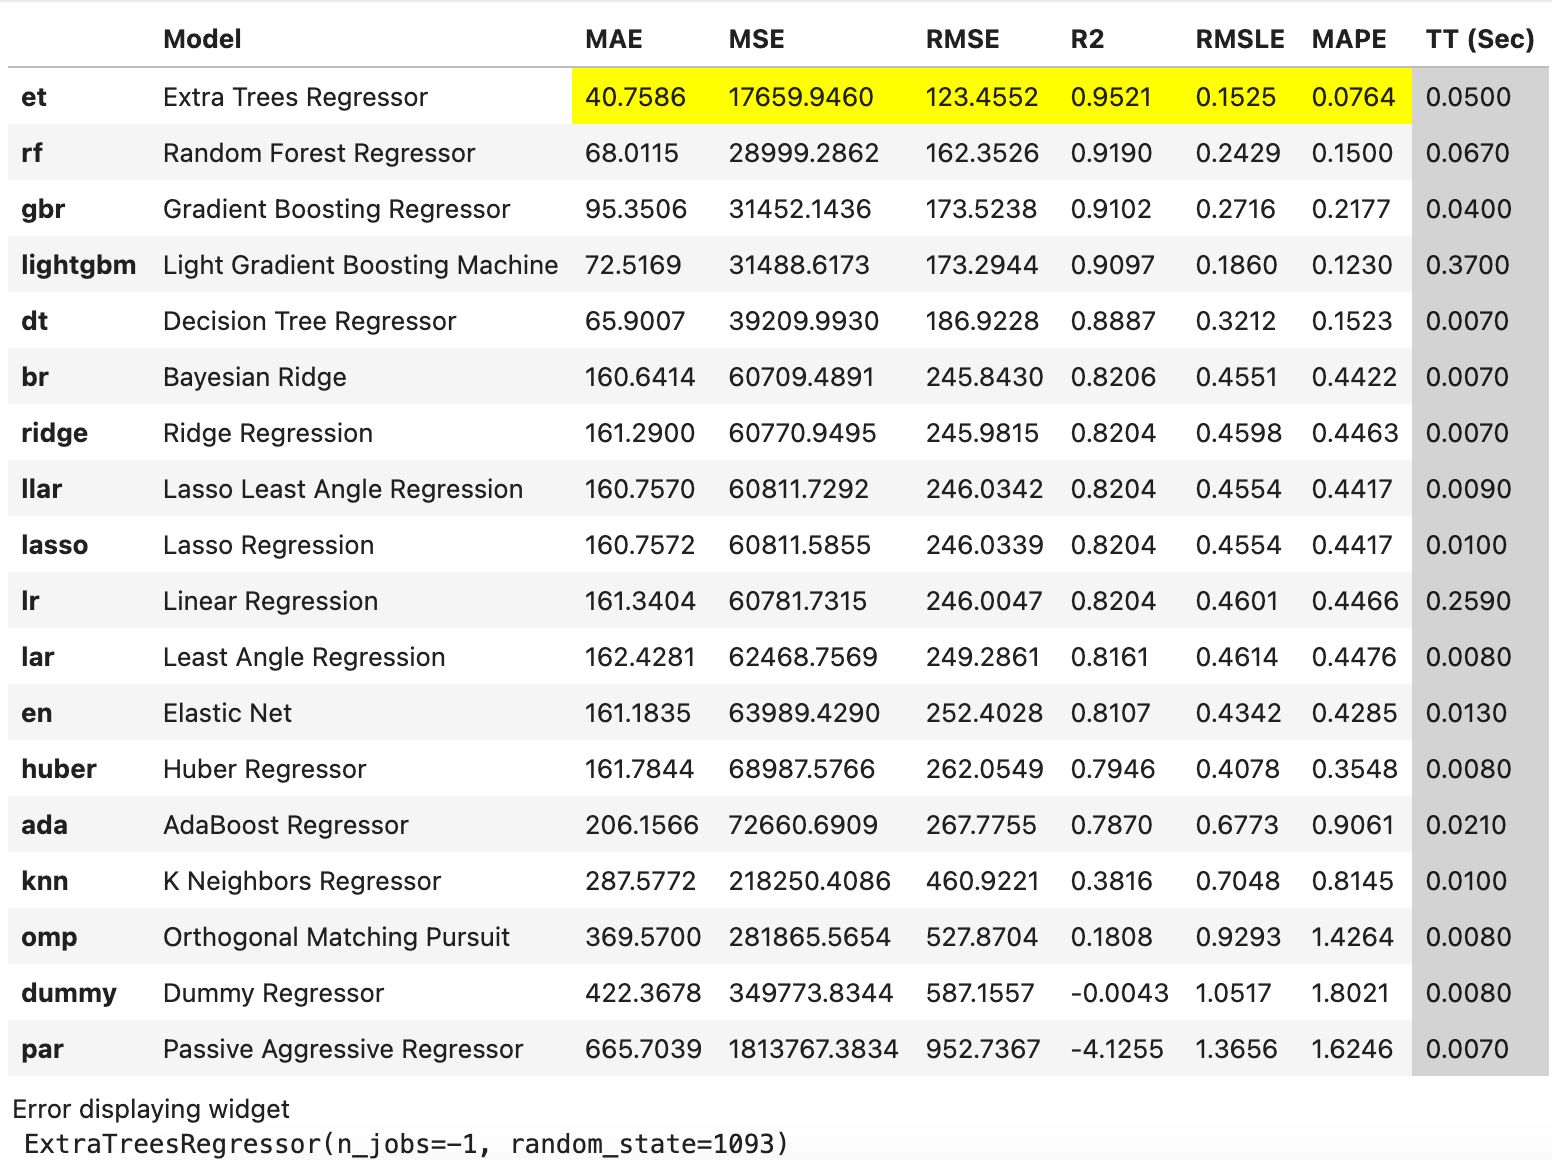 Model MAE MSE RMSE R2 RMSLE MAPE TT (Sec)
et Extra Trees Regressor 40.7586 17659.9460 123.4552 0.9521 0.1525 0.0764 0.0500
rf Random Forest Regressor 68.0115 28999.2862 162.3526 0.9190 0.2429 0.1500 0.0670
gbr Gradient Boosting Regressor 95.3506 31452.1436 173.5238 0.9102 0.2716 0.2177 0.0400
lightgbm Light Gradient Boosting Machine 72.5169 31488.6173 173.2944 0.9097 0.1860 0.1230 0.3700
dt Decision Tree Regressor 65.9007 39209.9930 186.9228 0.8887 0.3212 0.1523 0.0070
br Bayesian Ridge 160.6414 60709.4891 245.8430 0.8206 0.4551 0.4422 0.0070
ridge Ridge Regression 161.2900 60770.9495 245.9815 0.8204 0.4598 0.4463 0.0070
llar Lasso Least Angle Regression 160.7570 60811.7292 246.0342 0.8204 0.4554 0.4417 0.0090
lasso Lasso Regression 160.7572 60811.5855 246.0339 0.8204 0.4554 0.4417 0.0100
lr Linear Regression 161.3404 60781.7315 246.0047 0.8204 0.4601 0.4466 0.2590
lar Least Angle Regression 162.4281 62468.7569 249.2861 0.8161 0.4614 0.4476 0.0080
en Elastic Net 161.1835 63989.4290 252.4028 0.8107 0.4342 0.4285 0.0130
huber Huber Regressor 161.7844 68987.5766 262.0549 0.7946 0.4078 0.3548 0.0080
ada AdaBoost Regressor 206.1566 72660.6909 267.7755 0.7870 0.6773 0.9061 0.0210
knn K Neighbors Regressor 287.5772 218250.4086 460.9221 0.3816 0.7048 0.8145 0.0100
omp Orthogonal Matching Pursuit 369.5700 281865.5654 527.8704 0.1808 0.9293 1.4264 0.0080
dummy Dummy Regressor 422.3678 349773.8344 587.1557 -0.0043 1.0517 1.8021 0.0080
par Passive Aggressive Regressor 665.7039 1813767.3834 952.7367 -4.1255 1.3656 1.6246 0.0070
Error displaying widget
ExtraTreesRegressor(n_jobs=-1, random_state=1093)